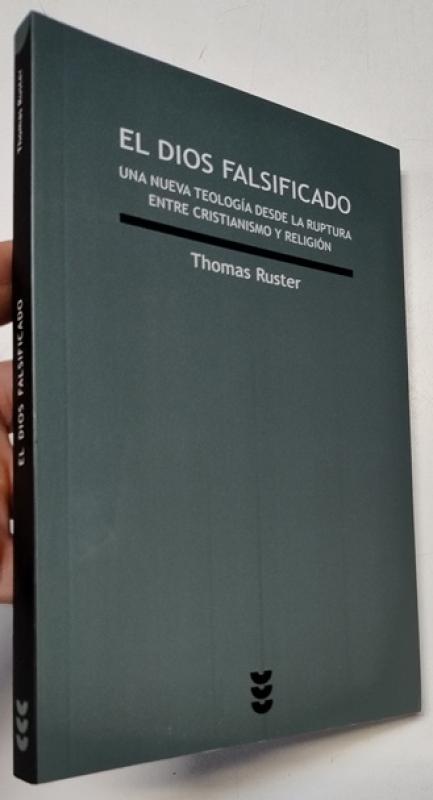 EL DIOS FALSIFICADO
UNA NUEVA TEOLOGÍA DESDE LA RUPTURA
ENTRE CRISTIANISMO Y RELIGIÓN
Thomas Ruster
Thomas Ruster
EL DIOS FALSIFICADO